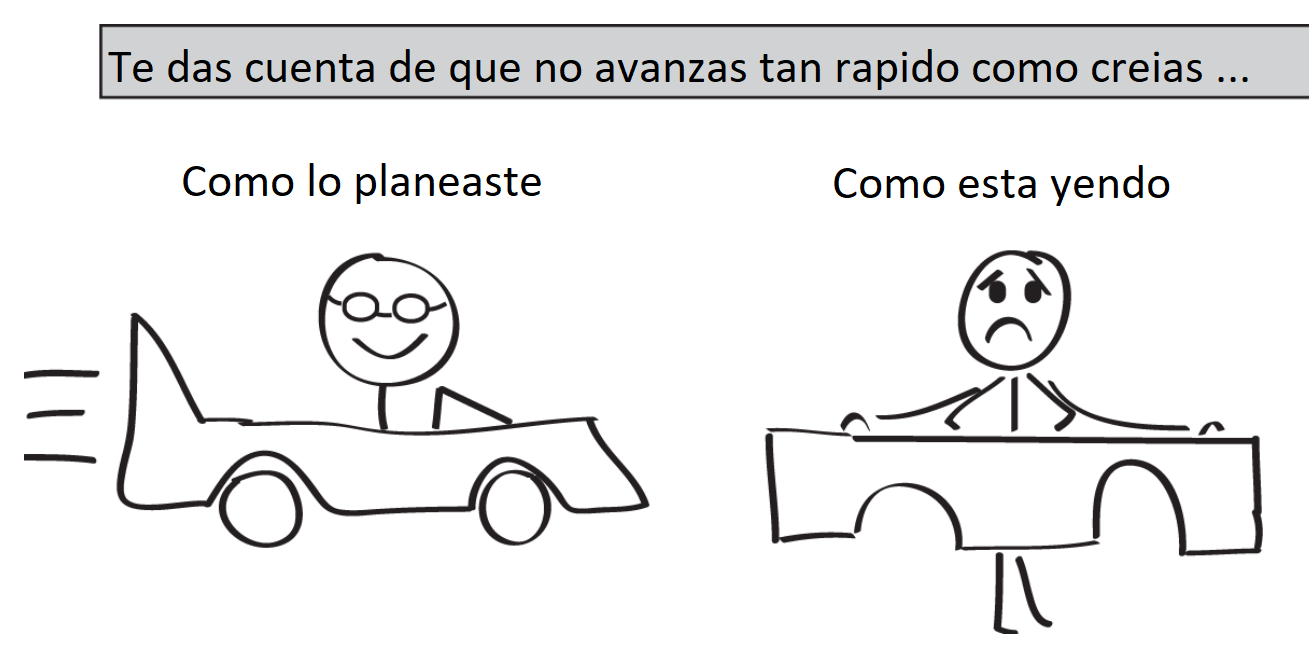 Te das cuenta de que no avanzas tan rapido como creias ...
Como lo planeaste
Como esta yendo